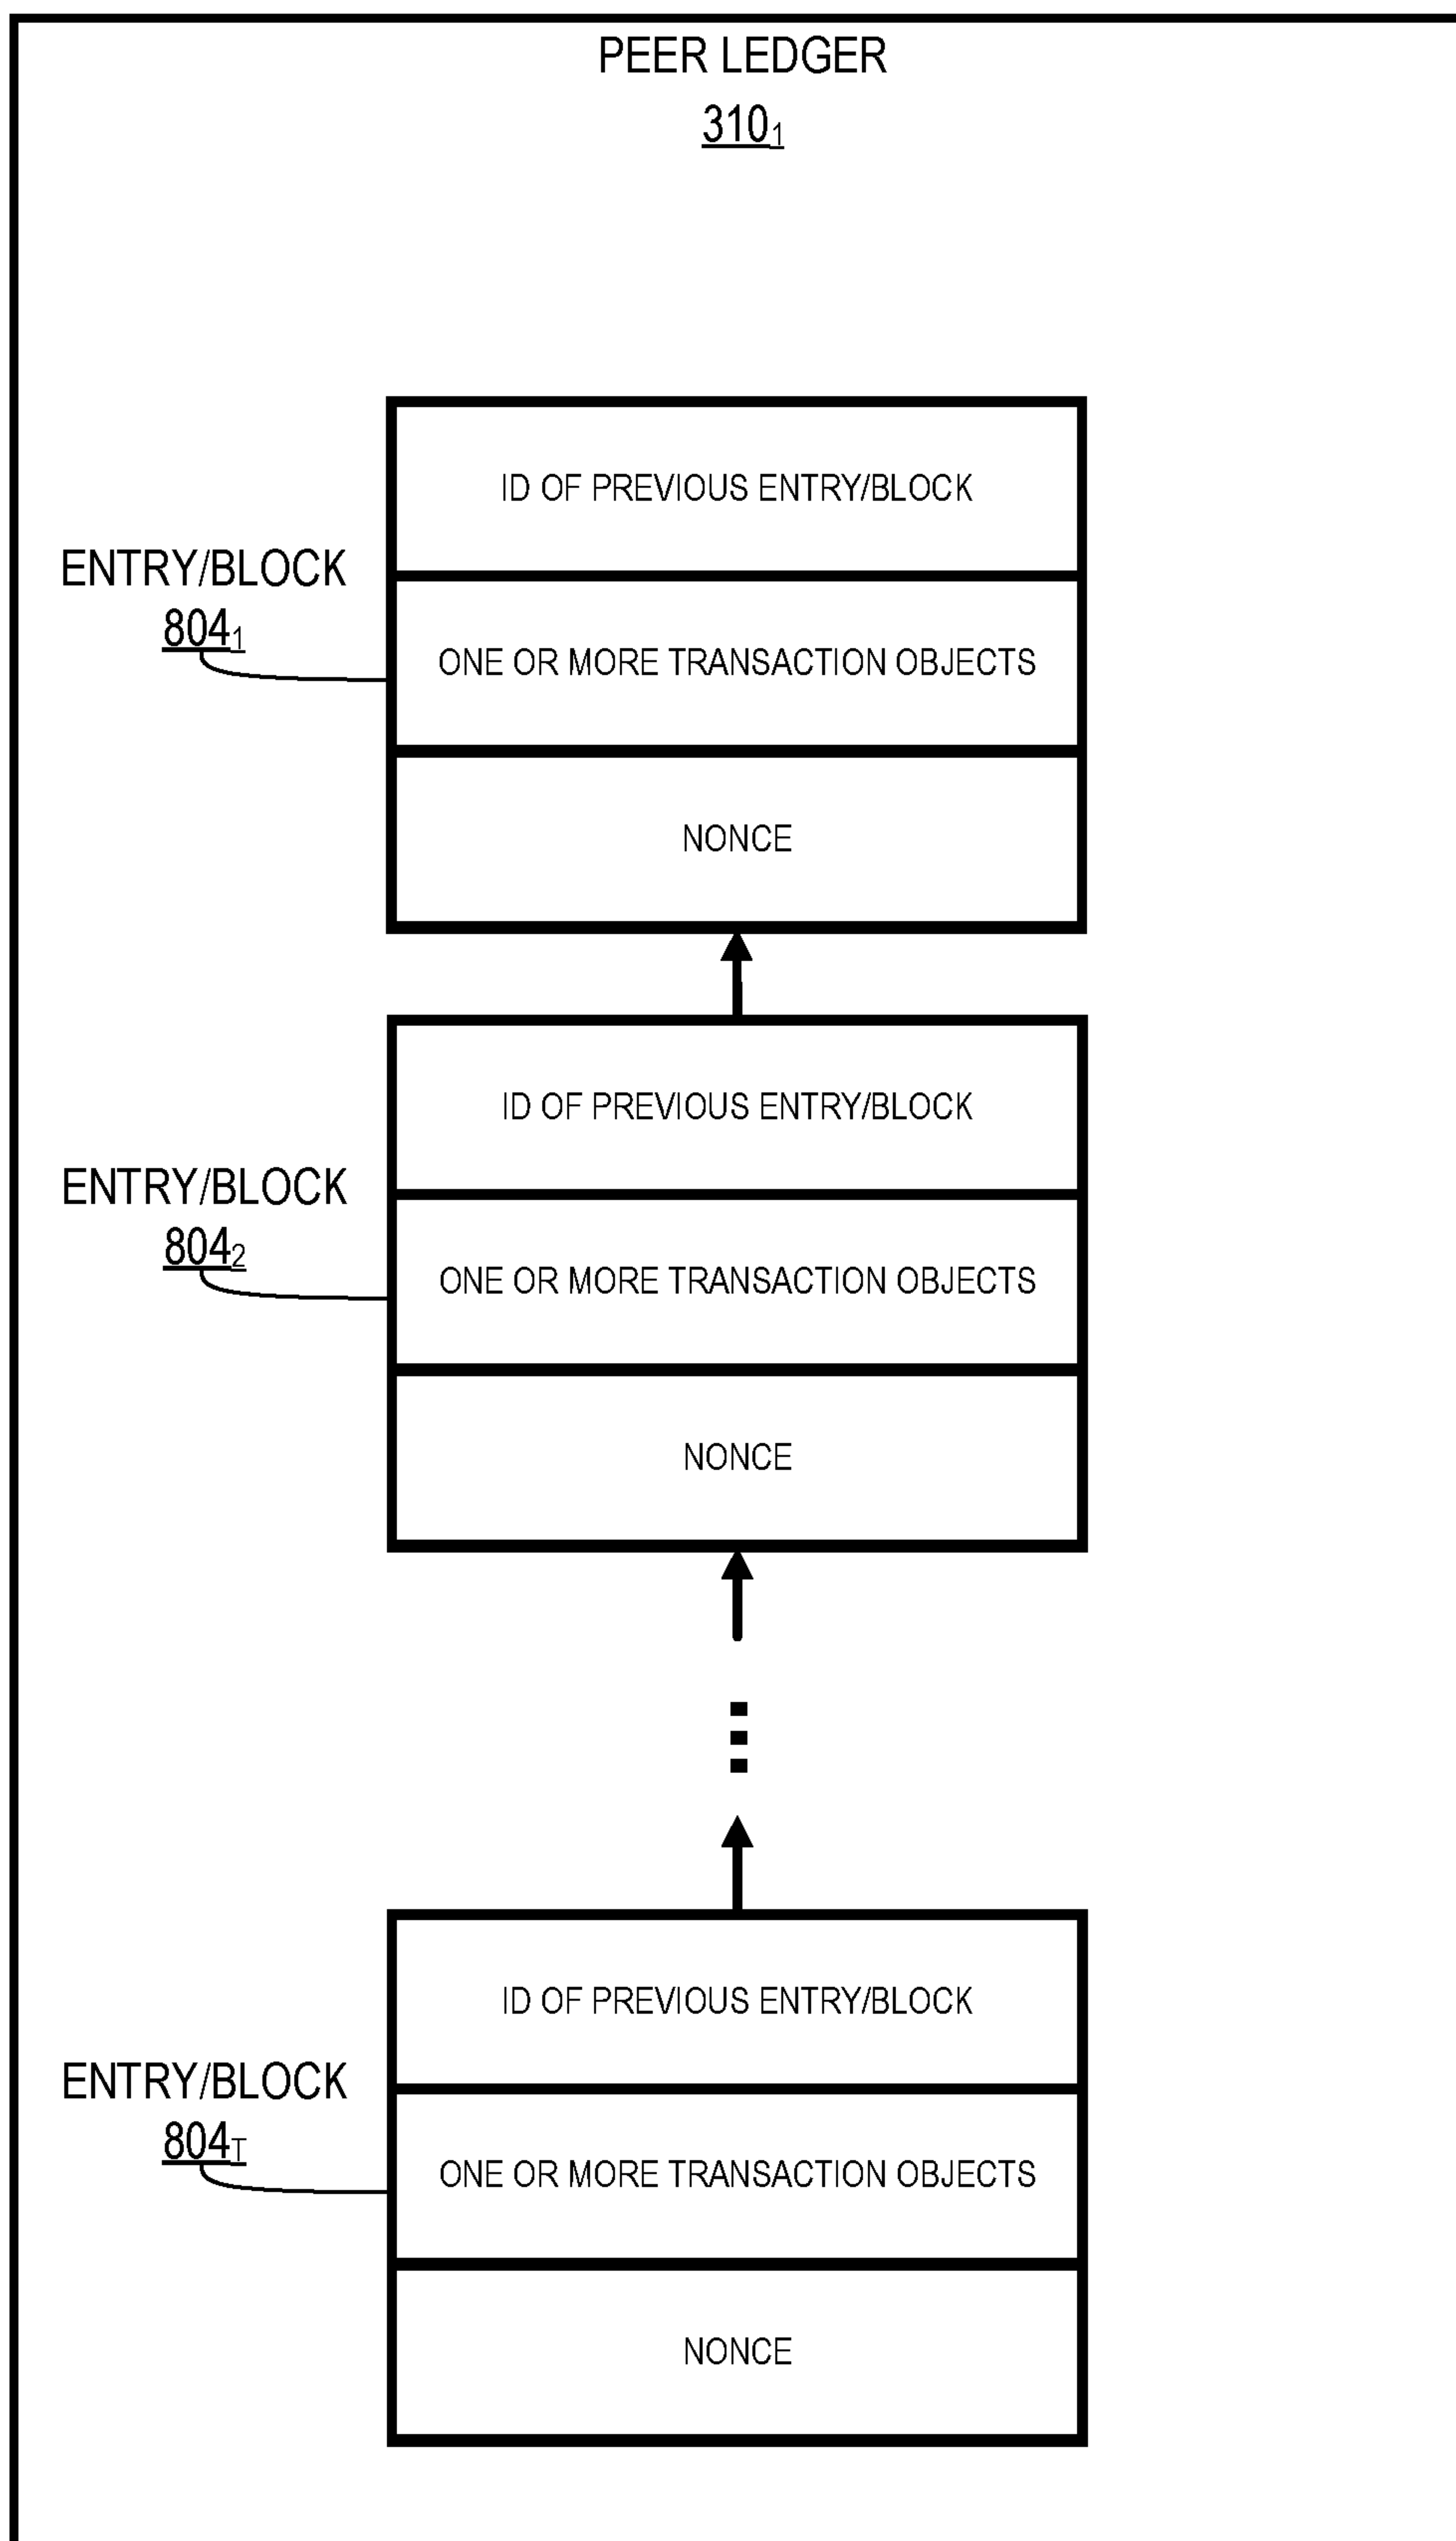 PEER LEDGER
310₁
ID OF PREVIOUS ENTRY/BLOCK
ENTRY/BLOCK
804₁
ONE OR MORE TRANSACTION OBJECTS
NONCE
ID OF PREVIOUS ENTRY/BLOCK
ENTRY/BLOCK
804₂
ONE OR MORE TRANSACTION OBJECTS
NONCE
ID OF PREVIOUS ENTRY/BLOCK
ENTRY/BLOCK
804T
ONE OR MORE TRANSACTION OBJECTS
NONCE